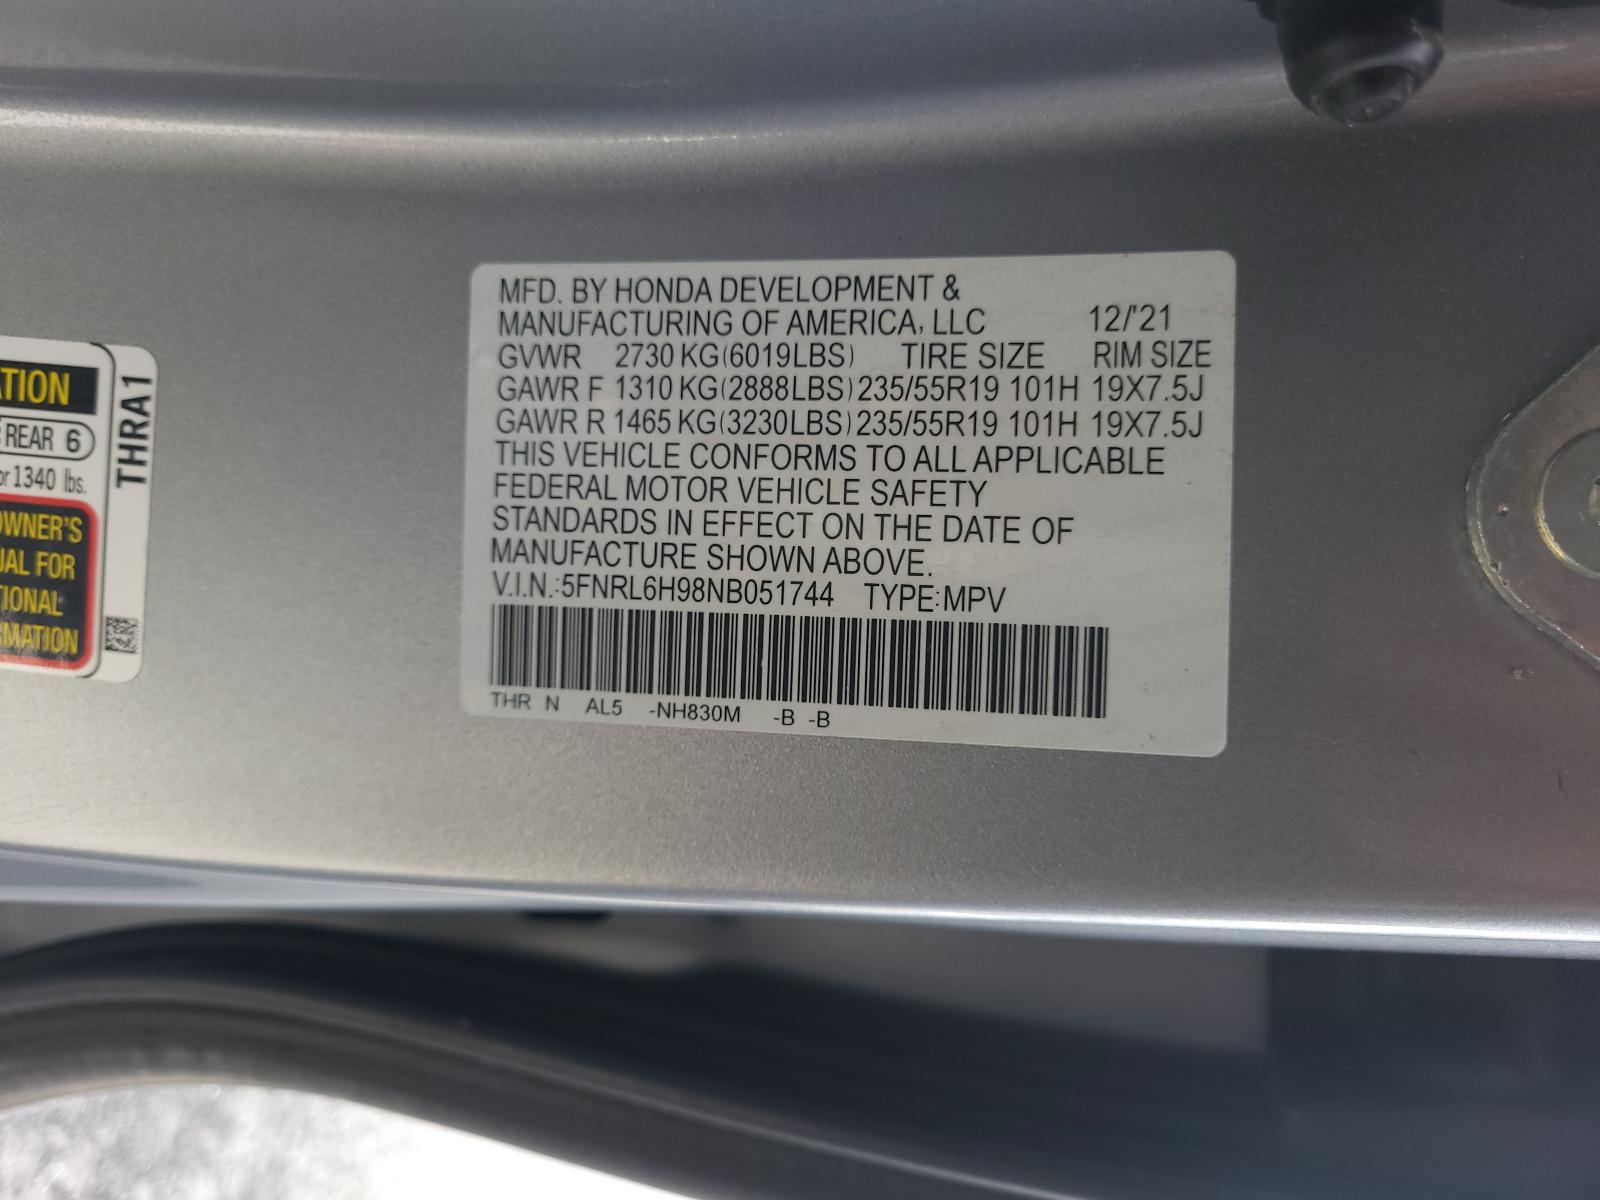 MFD. BY HONDA DEVELOPMENT &
MANUFACTURING OF AMERICA, LLC 12/'21
GVWR 2730 KG(6019LBS) TIRE SIZE RIM SIZE
GAWR F 1310 KG(2888LBS) 235/55R19 101H 19X7.5J
GAWR R 1465 KG(3230LBS) 235/55R19 101H 19X7.5J
THIS VEHICLE CONFORMS TO ALL APPLICABLE
FEDERAL MOTOR VEHICLE SAFETY
STANDARDS IN EFFECT ON THE DATE OF
MANUFACTURE SHOWN ABOVE.
V.I.N.:5FNRL6H98NB051744 TYPE:MPV
THR N AL5 -NH830M -B -B
ATION
REAR 6
or 1340 lbs.
OWNER'S
UAL FOR
TIONAL
RMATION
THRA1